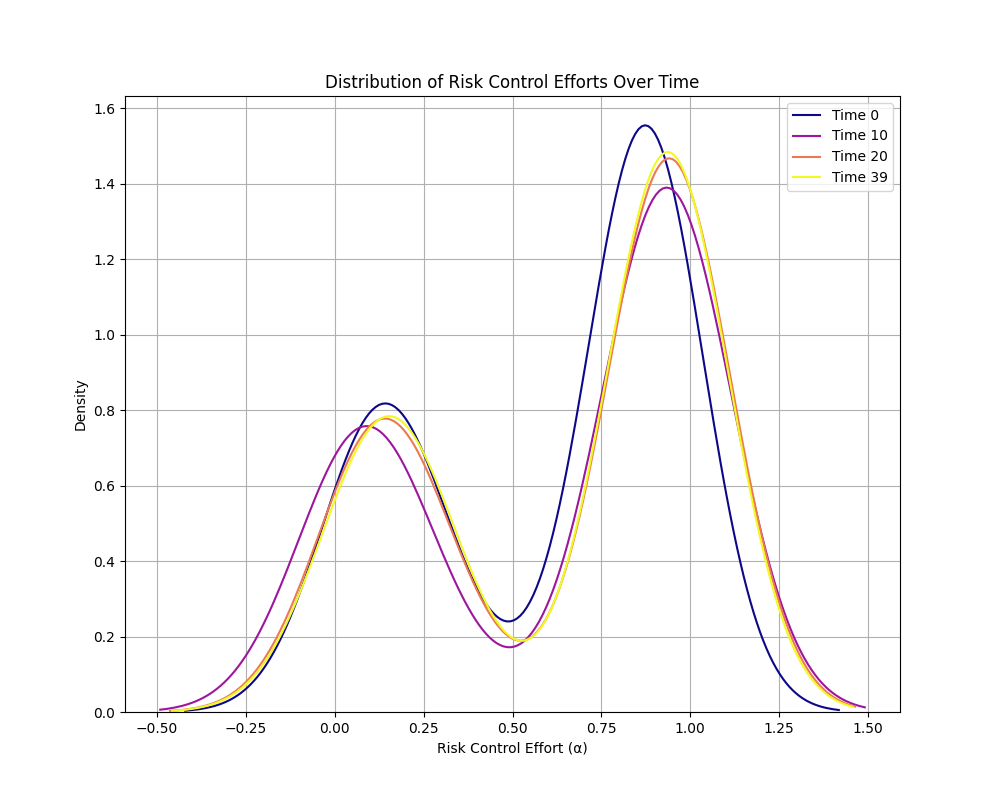 Distribution of Risk Control Efforts Over Time
Time 0
Time 10
Time 20
Time 39
Density
1.6
1.4
1.2
1.0
0.8
0.6
0.4
0.2
0.0
−0.50 −0.25 0.00 0.25 0.50 0.75 1.00 1.25 1.50
Risk Control Effort (α)